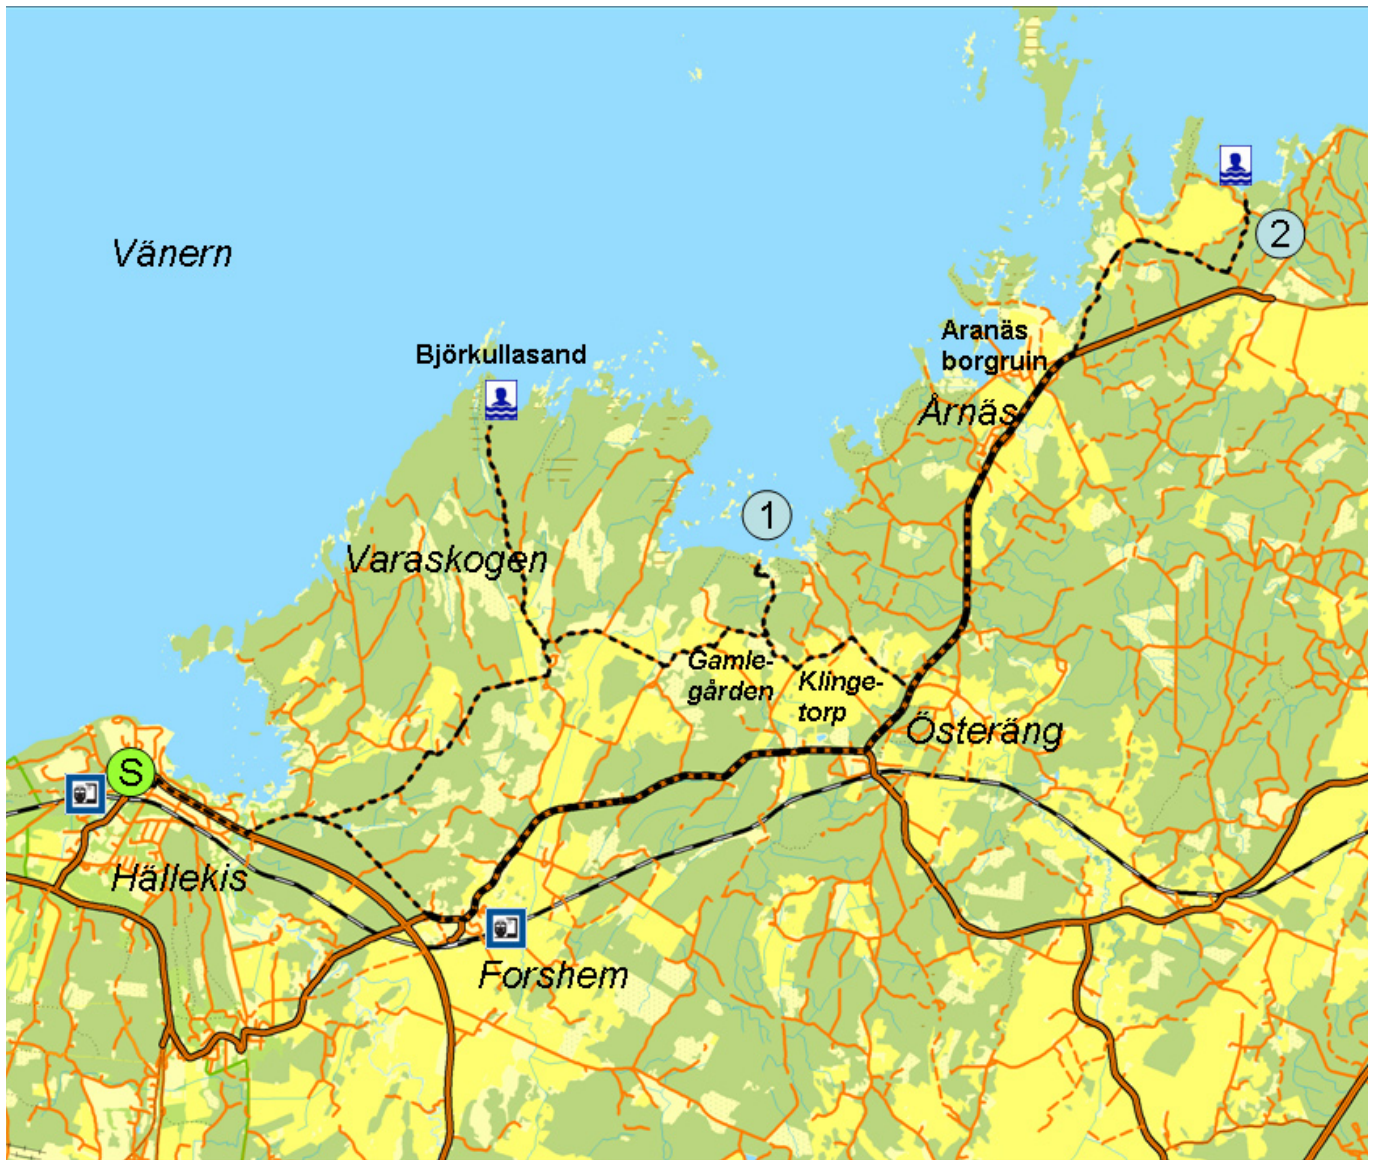 2
Vänern
Aranäs
borgruin
Björkullasand
Årnäs
1
Varaskogen
Gamle-
gården
Klinge-
torp
Österäng
S
Hällekis
Forshem